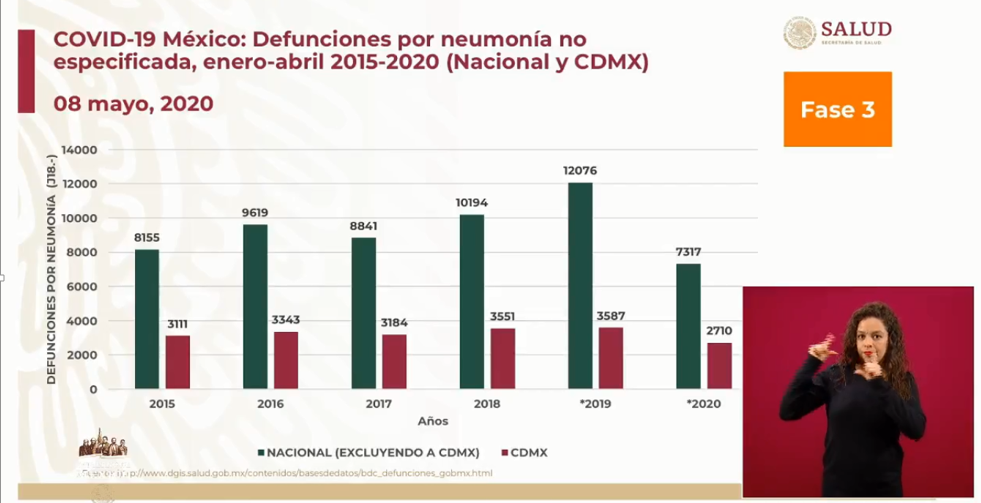 COVID-19 México: Defunciones por neumonía no
especificada, enero-abril 2015-2020 (Nacional y CDMX)
08 mayo, 2020
SALUD
SECRETARÍA DE SALUD
Fase 3
DEFUNCIONES POR NEUMONÍA (J18.-)
14000
12000
10000
8000
6000
4000
2000
0
8155
3111
9619
3343
8841
3184
10194
3551
12076
3587
7317
2710
2015
2016
2017
2018
*2019
*2020
Años
NACIONAL (EXCLUYENDO A CDMX)
CDMX
p://www.dgis.salud.gob.mx/contenidos/basesdedatos/bdc_defunciones_gobmx.html